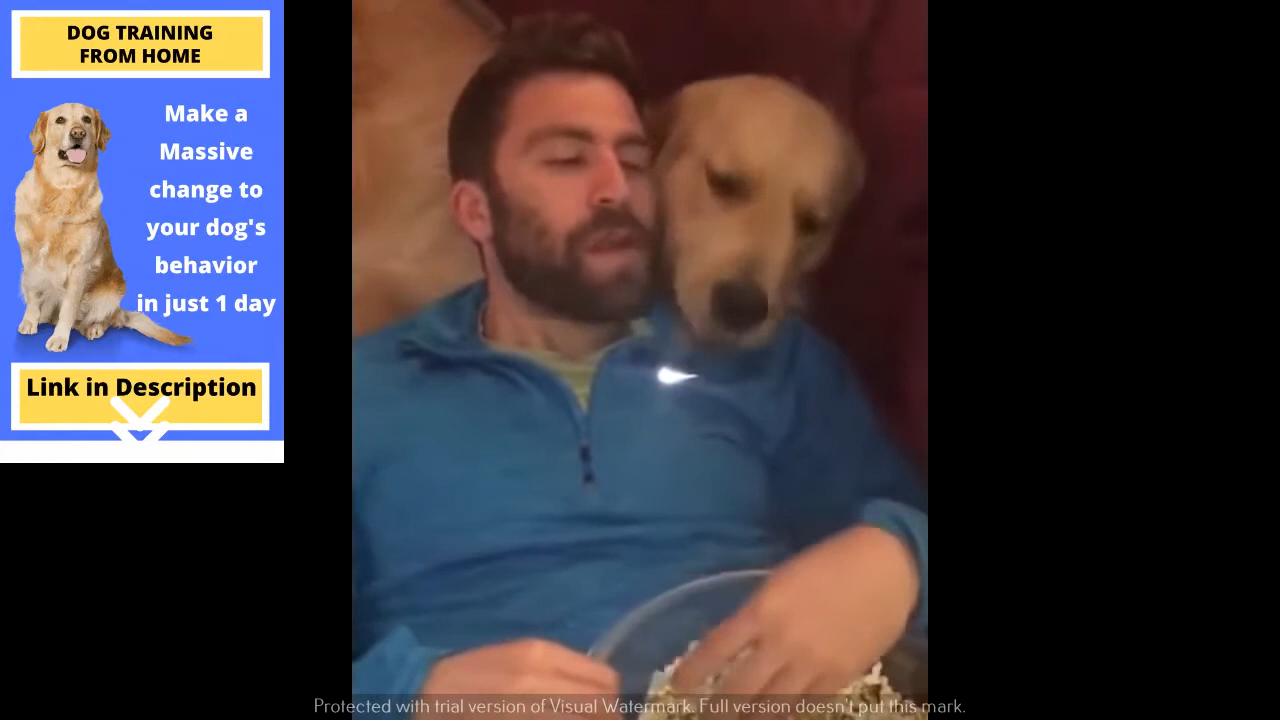 DOG TRAINING
FROM HOME
Make a
Massive
change to
your dog's
behavior
in just 1 day
Link in Description
Protected with trial version of Visual Watermark. Full version doesn't put this mark.